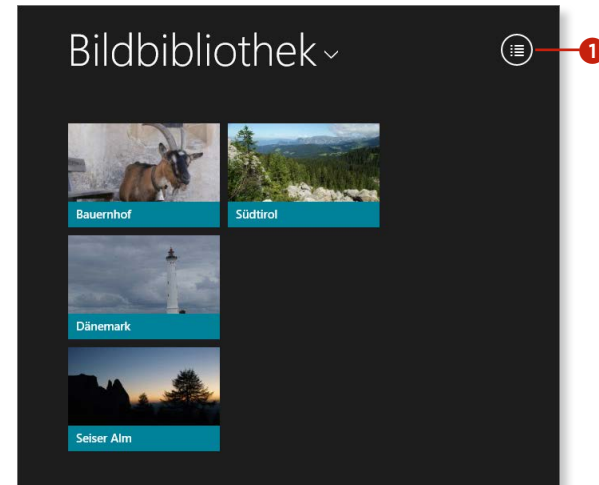 Bildbibliothek
1
Bauernhof
Südtirol
Dänemark
Seiser Alm